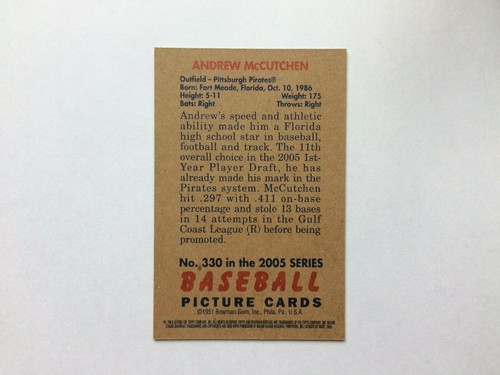 ANDREW McCUTCHEN
Outfield – Pittsburgh Pirates®
Born: Fort Meade, Florida, Oct. 10, 1986
Height: 5-11 Weight: 175
Bats: Right Throws: Right
Andrew's speed and athletic
ability made him a Florida
high school star in baseball,
football and track. The 11th
overall choice in the 2005 1st-
Year Player Draft, he has
already made his mark in the
Pirates system. McCutchen
hit .297 with .411 on-base
percentage and stole 13 bases
in 14 attempts in the Gulf
Coast League (R) before being
promoted.
No. 330 in the 2005 SERIES
BASEBALL
PICTURE CARDS
©1951 Bowman Gum, Inc., Phila. Pa., U.S.A.